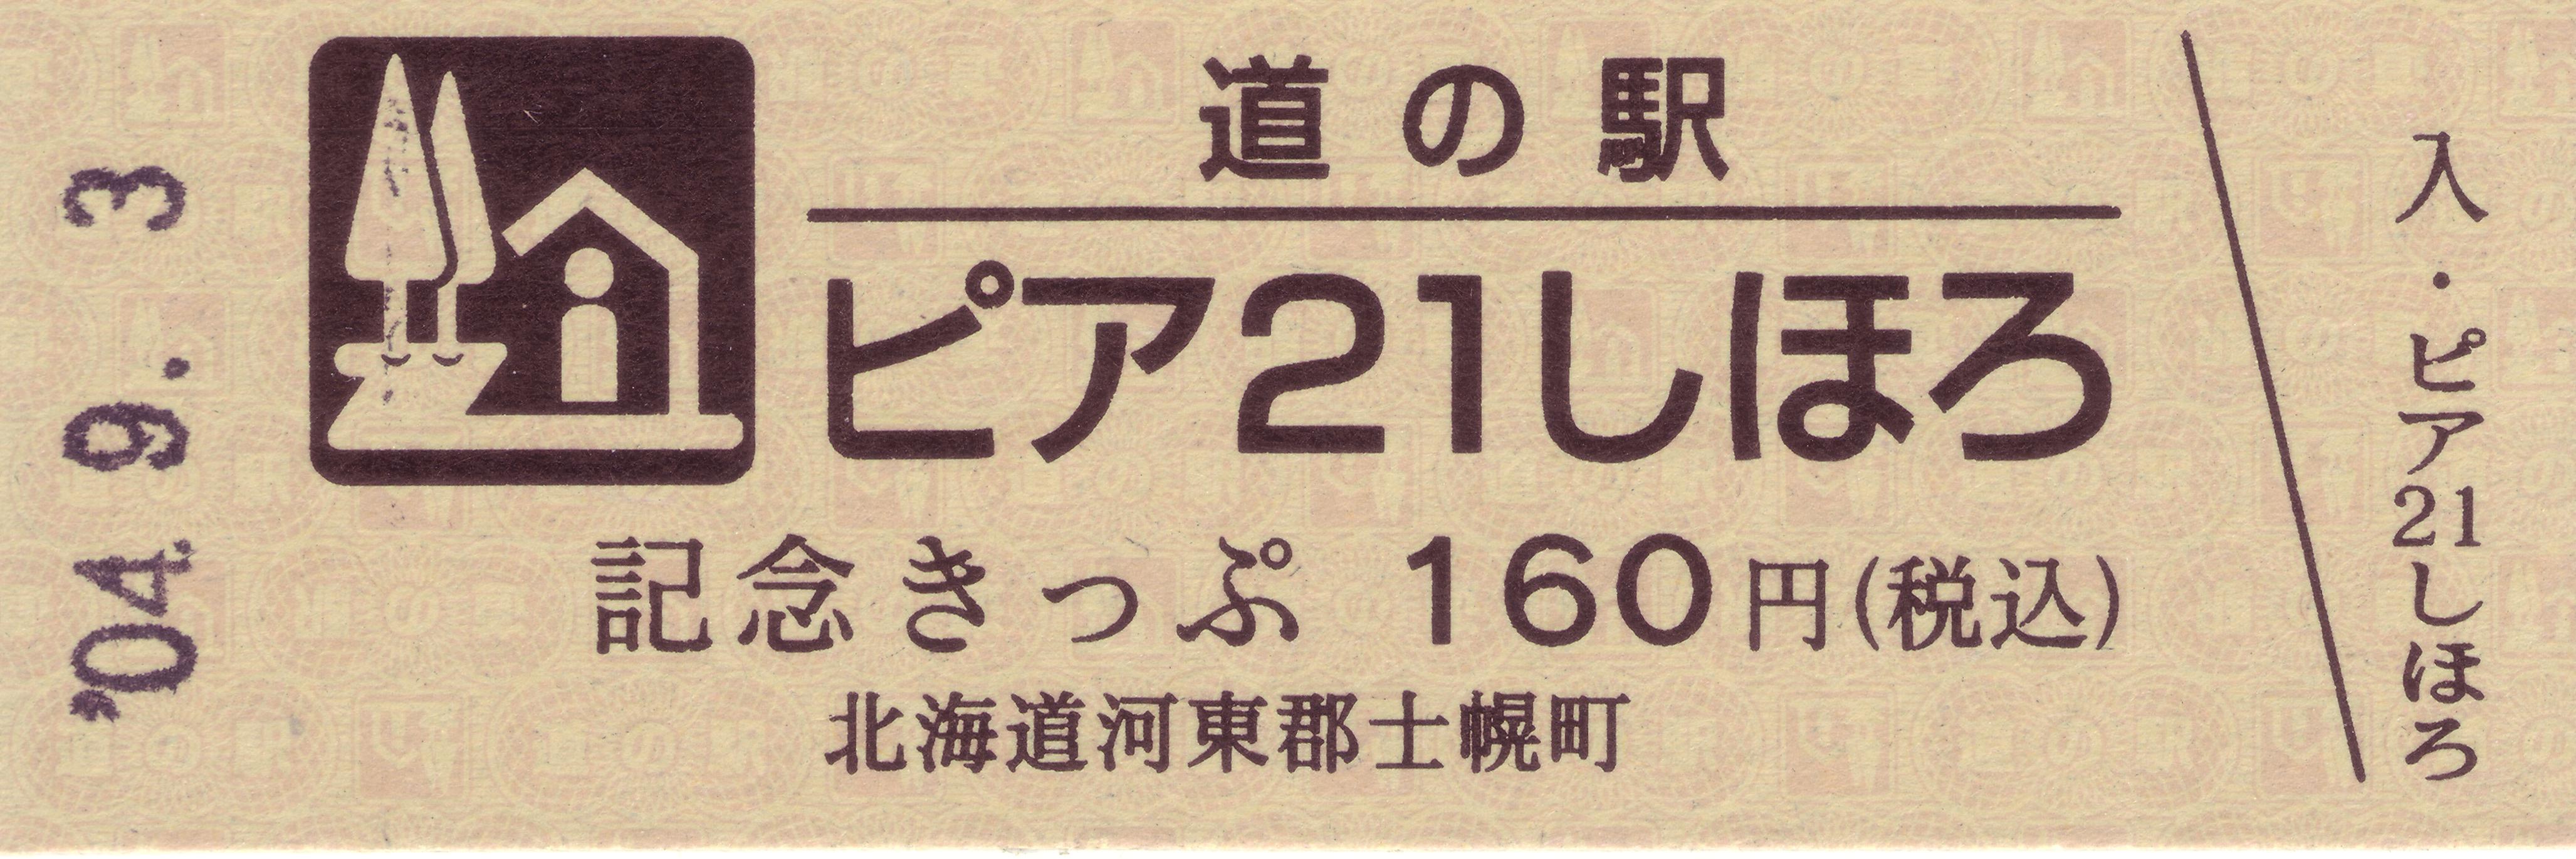 '04. 9. 3
道の駅
ピア21しほろ
記念きっぷ 160円(税込)
北海道河東郡士幌町
入・ピア21しほろ